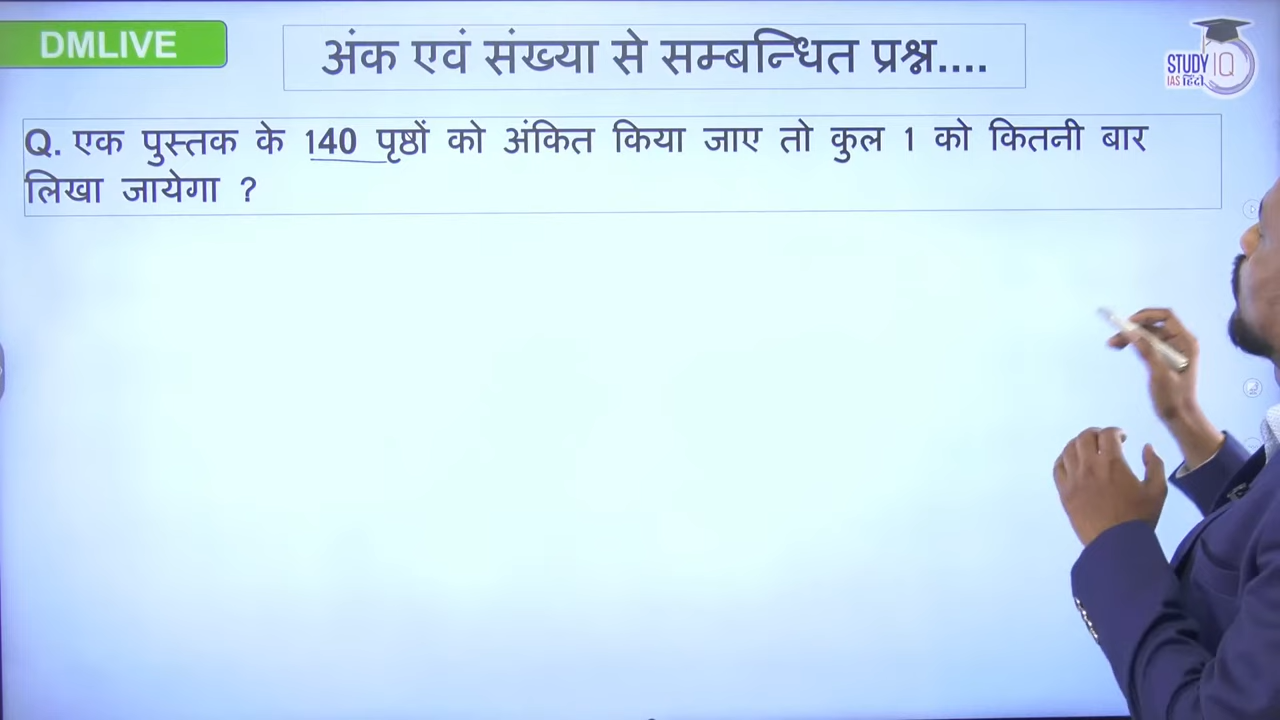 DMLIVE
अंक एवं संख्या से सम्बन्धित प्रश्न....
STUDY IQ
IAS हिंदी
Q. एक पुस्तक के 140 पृष्ठों को अंकित किया जाए तो कुल 1 को कितनी बार
लिखा जायेगा ?